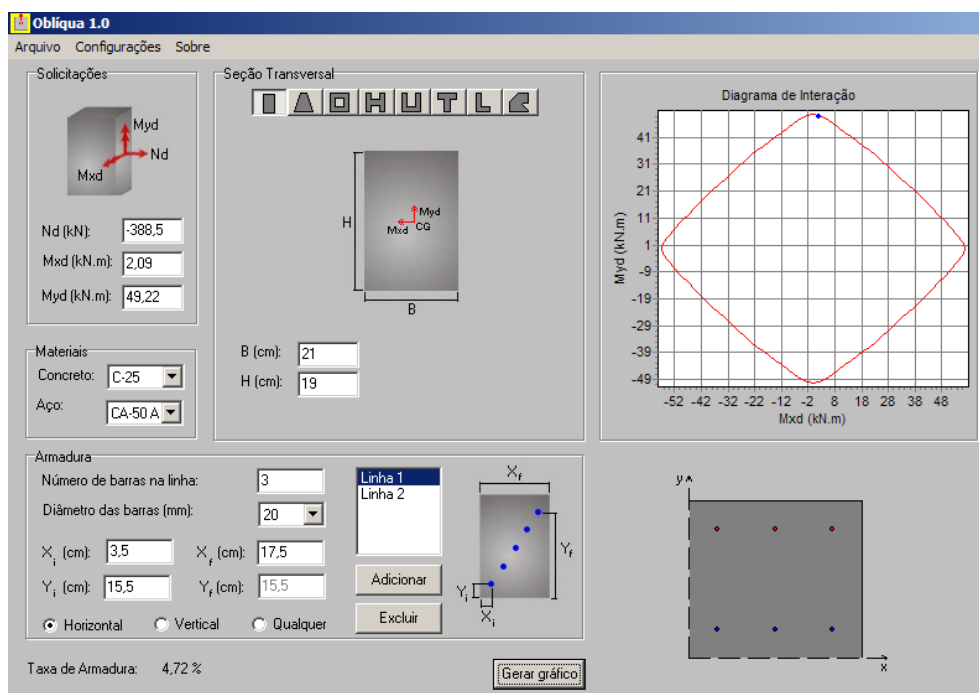 Oblíqua 1.0
Arquivo Configurações Sobre
Solicitações
Myd
Nd
Mxd
Nd (kN): -388,5
Mxd (kN.m): 2,09
Myd (kN.m): 49,22
Materiais
Concreto: C-25
Aço: CA-50 A
Seção Transversal
H
Myd
Mxd CG
B
B (cm): 21
H (cm): 19
Diagrama de Interação
Myd (kN.m)
41
31
21
11
1
-9
-19
-29
-39
-49
-52 -42 -32 -22 -12 -2 8 18 28 38 48
Mxd (kN.m)
Armadura
Número de barras na linha: 3
Diâmetro das barras (mm): 20
Xi (cm): 3,5 Xf (cm): 17,5
Yi (cm): 15,5 Yf (cm): 15,5
Horizontal Vertical Qualquer
Linha 1
Linha 2
Adicionar
Excluir
Xf
Yf
Yi
Xi
Taxa de Armadura: 4,72 %
Gerar gráfico
y
x